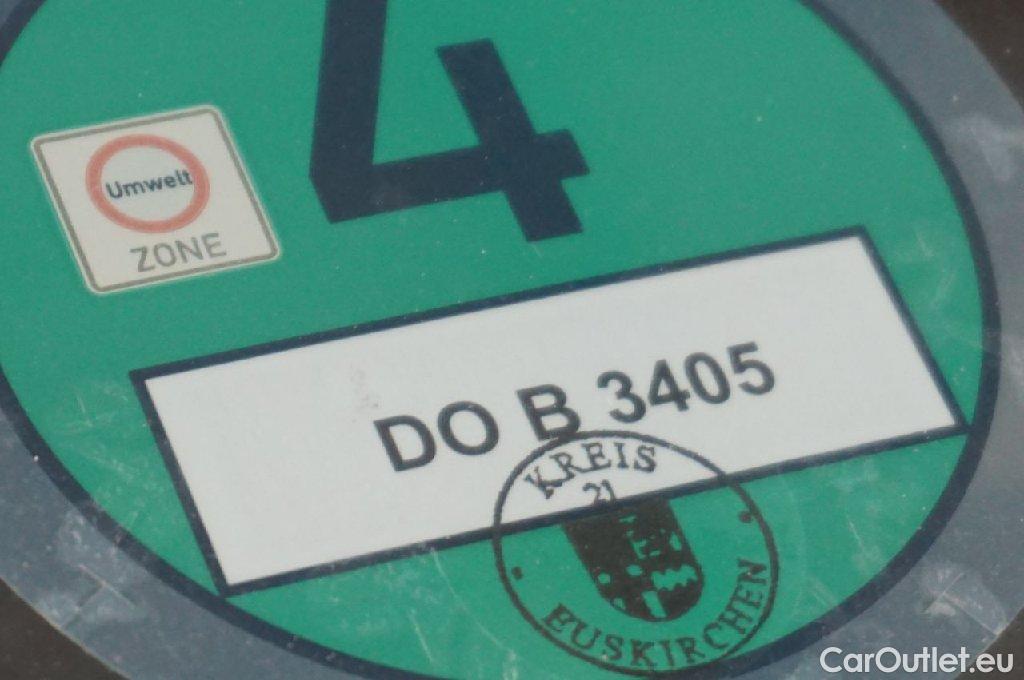 4
Umwelt
ZONE
DO B 3405
KREIS
21
EUSKIRCHEN
CarOutlet.eu